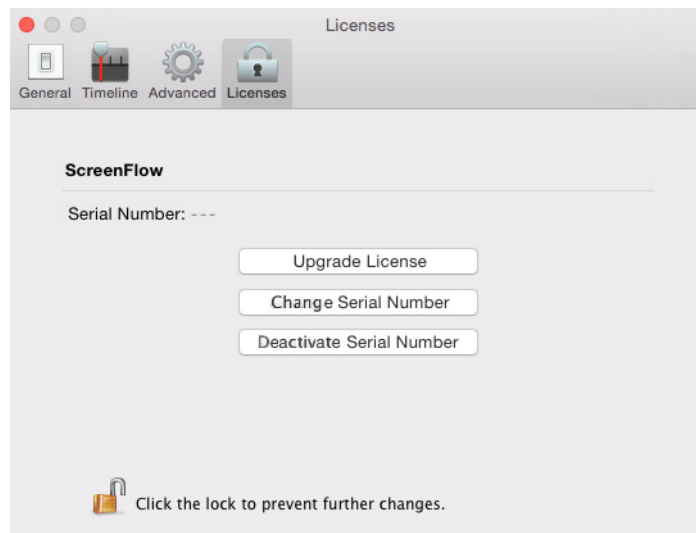 Licenses
General Timeline Advanced Licenses
ScreenFlow
Serial Number: ---
Upgrade License
Change Serial Number
Deactivate Serial Number
Click the lock to prevent further changes.